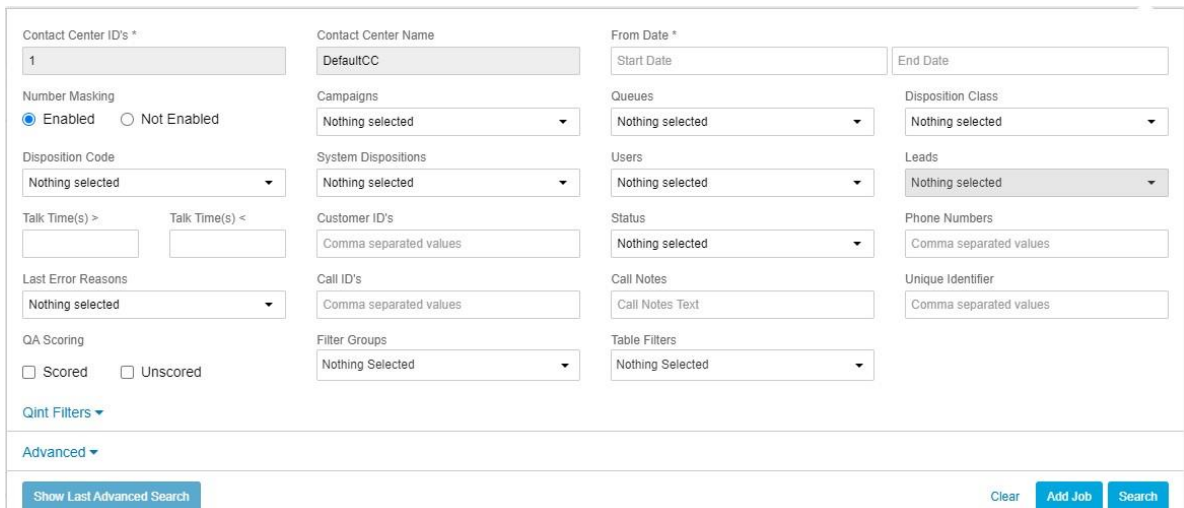 Contact Center ID's * Contact Center Name From Date *
1 DefaultCC Start Date End Date
Number Masking Campaigns Queues Disposition Class
Enabled Not Enabled Nothing selected Nothing selected Nothing selected
Disposition Code System Dispositions Users Leads
Nothing selected Nothing selected Nothing selected Nothing selected
Talk Time(s) > Talk Time(s) < Customer ID's Status Phone Numbers
Comma separated values Nothing selected Comma separated values
Last Error Reasons Call ID's Call Notes Unique Identifier
Nothing selected Comma separated values Call Notes Text Comma separated values
QA Scoring Filter Groups Table Filters
Scored Unscored Nothing Selected Nothing Selected
Qint Filters
Advanced
Show Last Advanced Search Clear Add Job Search